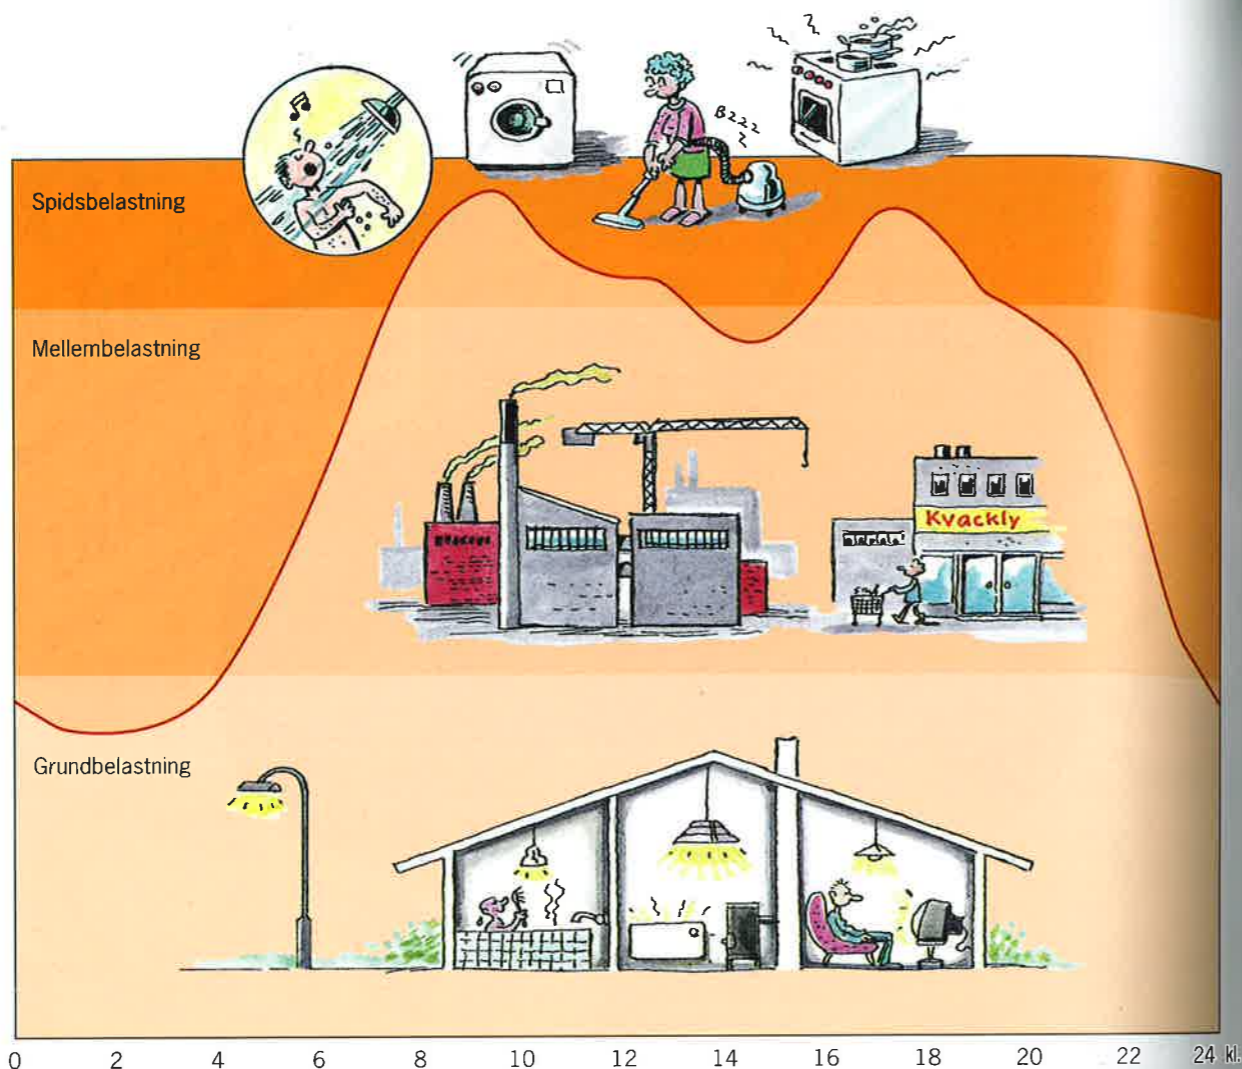 BZZZ
Spidsbelastning
Mellembelastning
Kvackly
Grundbelastning
0 2 4 6 8 10 12 14 16 18 20 22 24 kl.